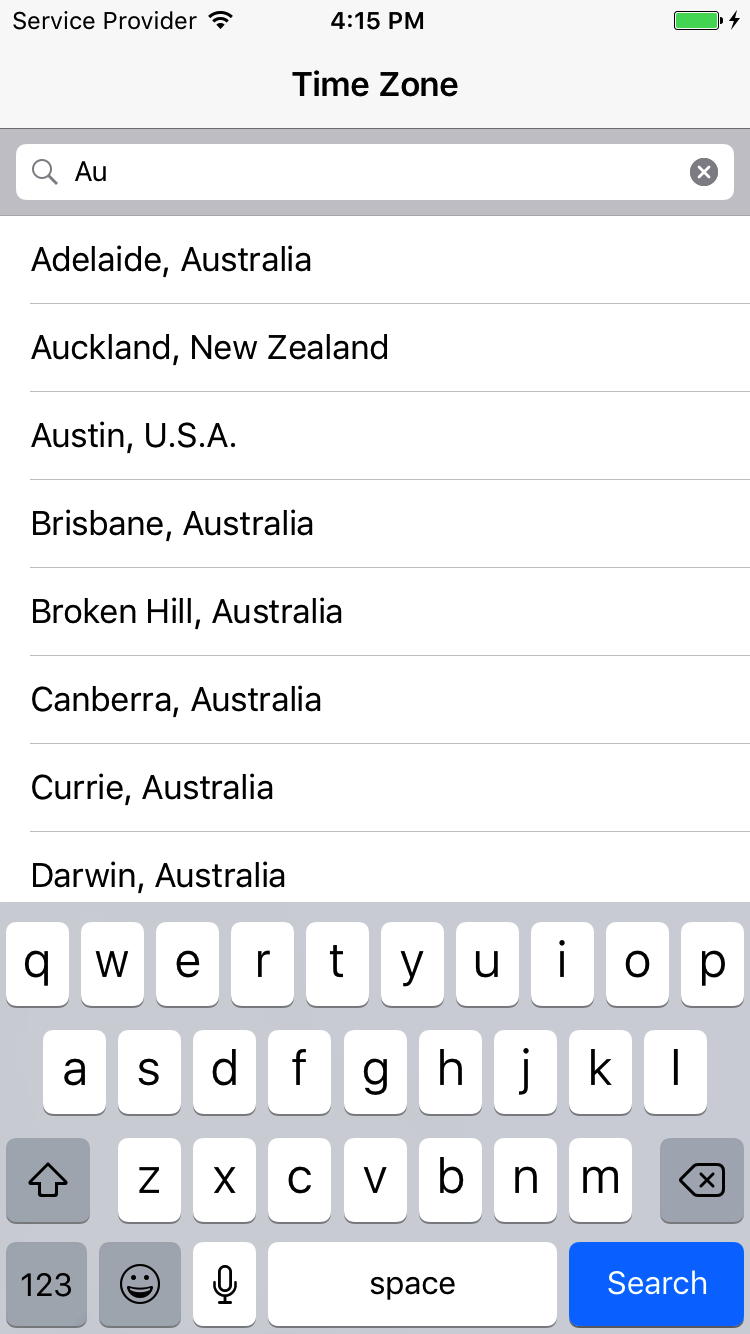 Service Provider 4:15 PM
Time Zone
Au
Adelaide, Australia
Auckland, New Zealand
Austin, U.S.A.
Brisbane, Australia
Broken Hill, Australia
Canberra, Australia
Currie, Australia
Darwin, Australia
q w e r t y u i o p
a s d f g h j k l
z x c v b n m
123 space Search